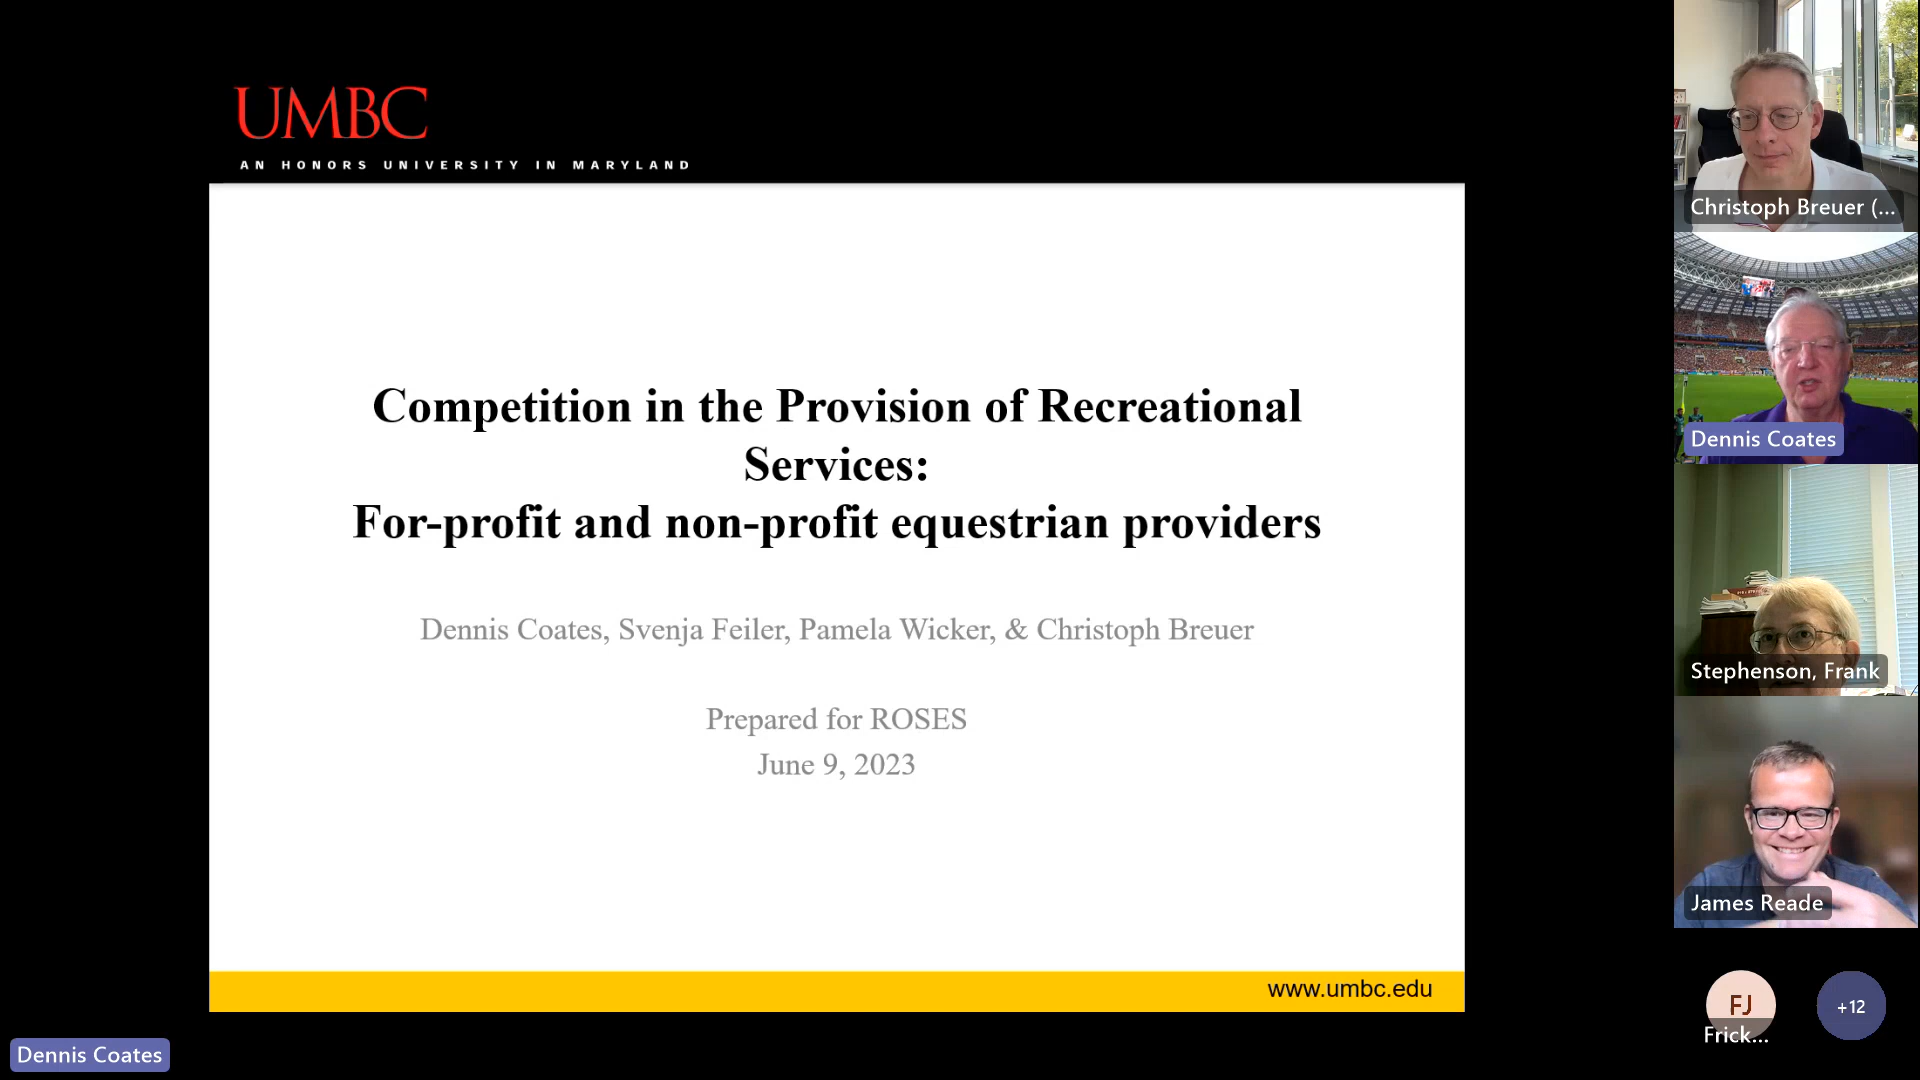 UMBC
AN HONORS UNIVERSITY IN MARYLAND
Competition in the Provision of Recreational
Services:
For-profit and non-profit equestrian providers
Dennis Coates, Svenja Feiler, Pamela Wicker, & Christoph Breuer
Prepared for ROSES
June 9, 2023
www.umbc.edu
Dennis Coates
Christoph Breuer (...
Dennis Coates
Stephenson, Frank
James Reade
FJ
Frick...
+12